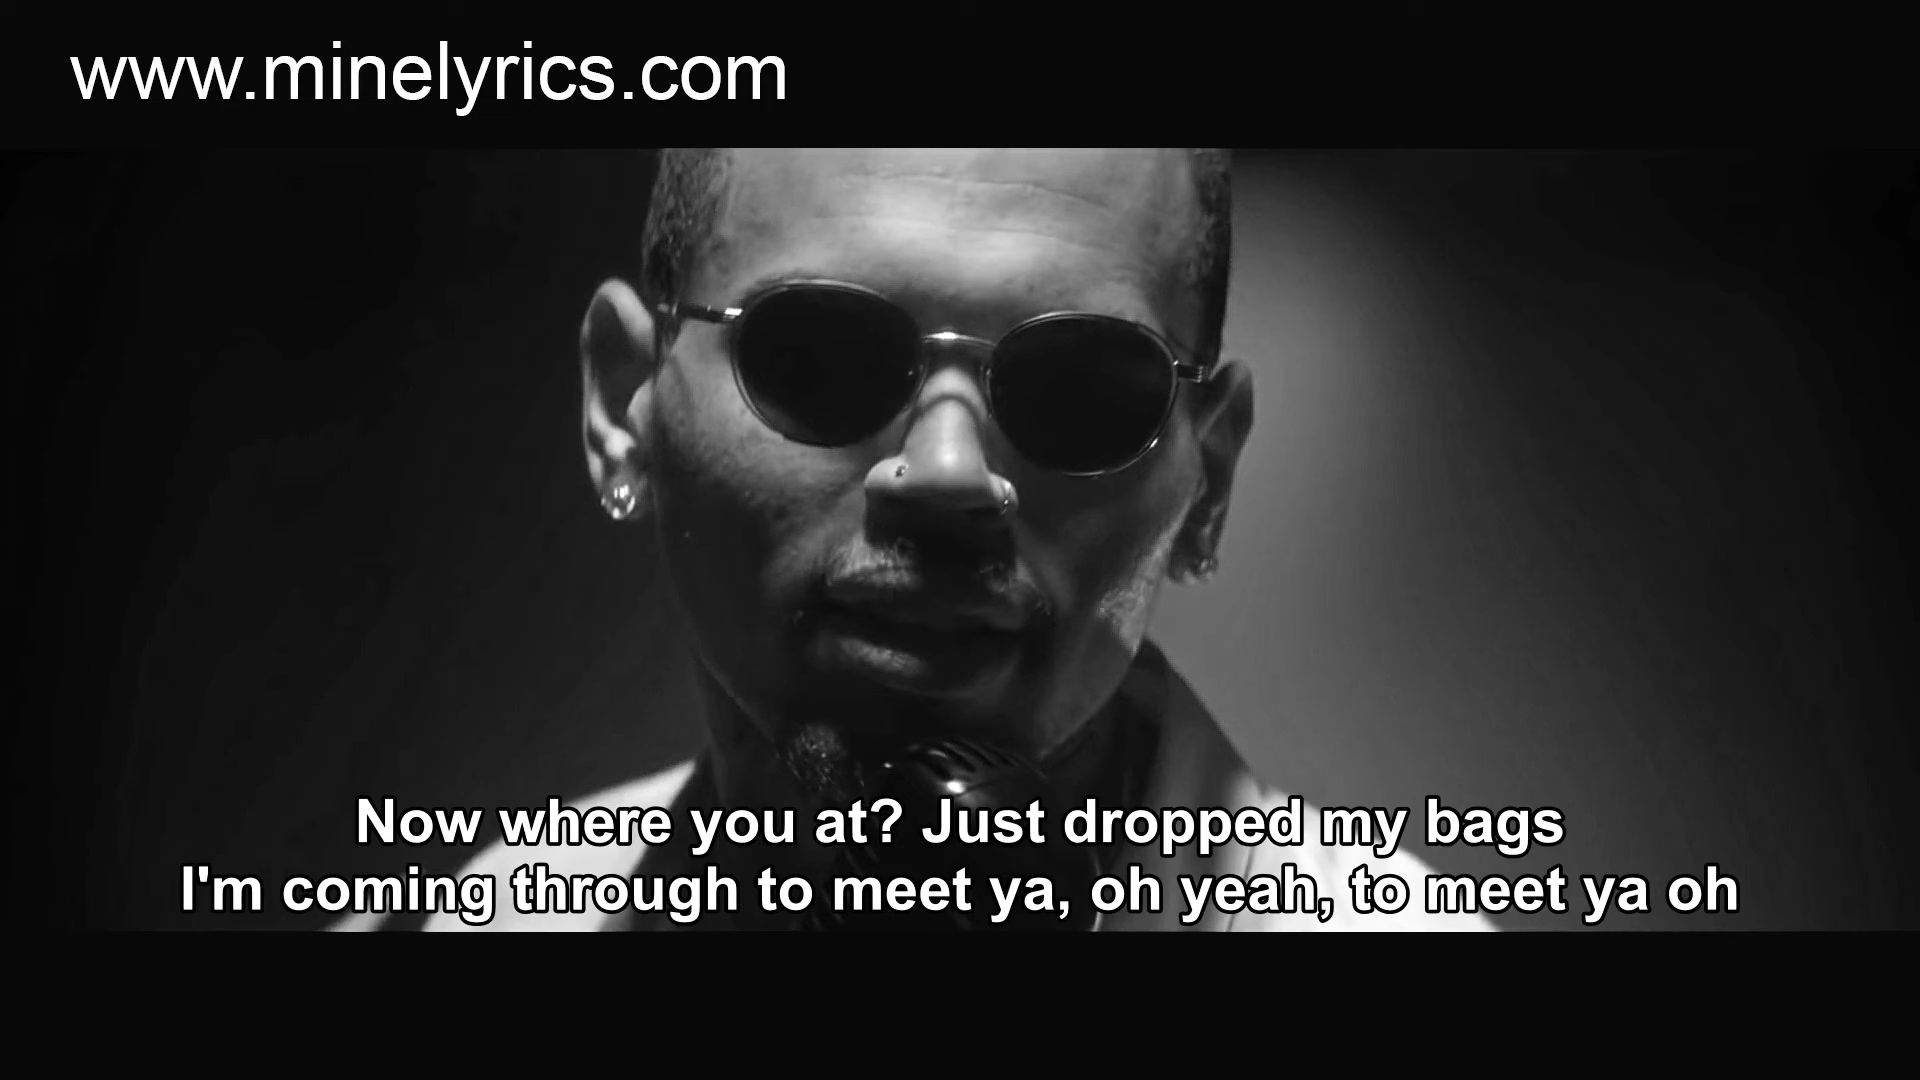 www.minelyrics.com
Now where you at? Just dropped my bags
I'm coming through to meet ya, oh yeah, to meet ya oh